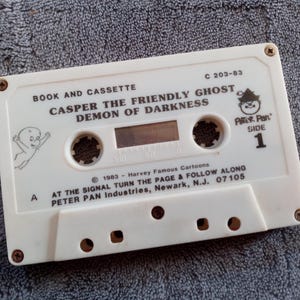 BOOK AND CASSETTE
C 203-83
CASPER THE FRIENDLY GHOST
DEMON OF DARKNESS
Peter Pan
SIDE
1
© 1983 - Harvey Famous Cartoons
A
AT THE SIGNAL TURN THE PAGE & FOLLOW ALONG
PETER PAN Industries, Newark, N.J. 07105